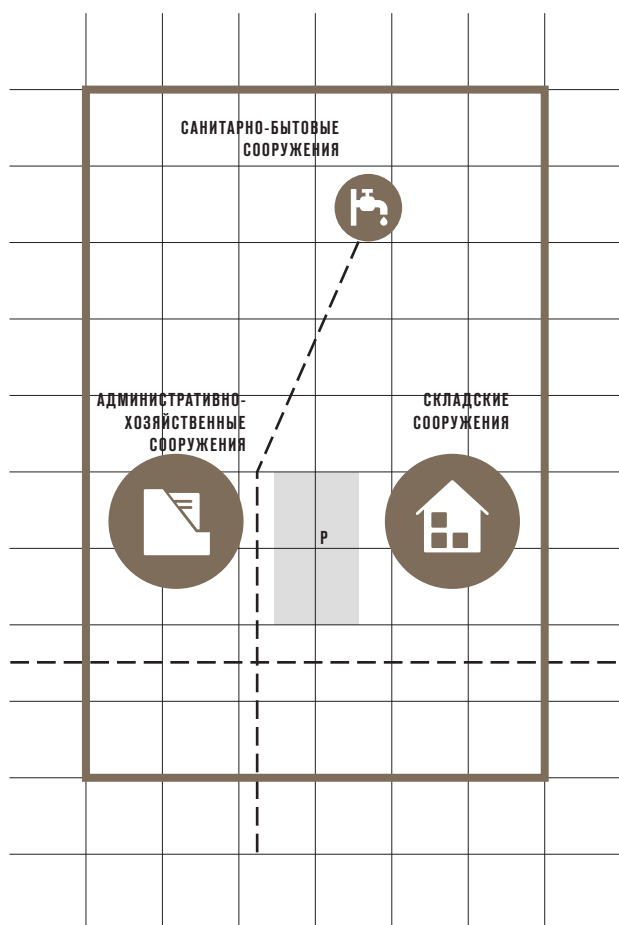 САНИТАРНО-БЫТОВЫЕ
СООРУЖЕНИЯ
АДМИНИСТРАТИВНО-
ХОЗЯЙСТВЕННЫЕ
СООРУЖЕНИЯ
СКЛАДСКИЕ
СООРУЖЕНИЯ
Р